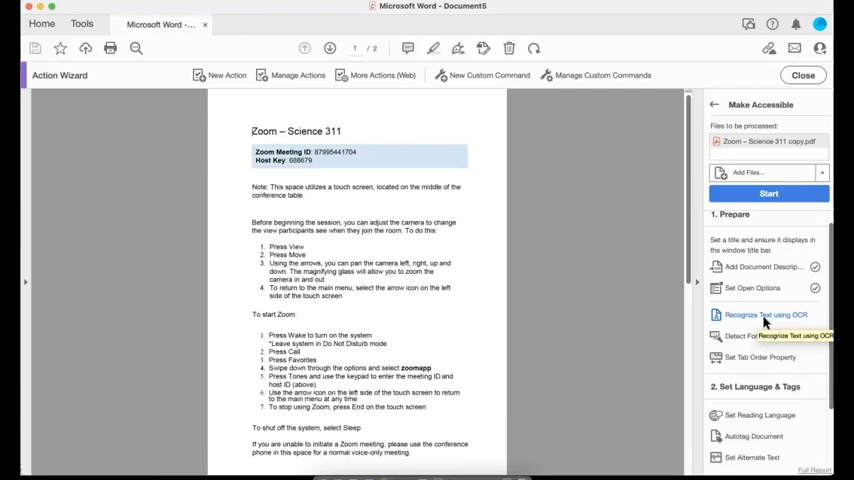 Microsoft Word - Document5
Home
Tools
Microsoft Word -... ×
1 / 2
Action Wizard
New Action
Manage Actions
More Actions (Web)
New Custom Command
Manage Custom Commands
Close
Zoom – Science 311
Zoom Meeting ID: 87995441704
Host Key: 688679
Note: This space utilizes a touch screen, located on the middle of the
conference table.
Before beginning the session, you can adjust the camera to change
the view participants see when they join the room. To do this:
1. Press View
2. Press Move
3. Using the arrows, you can pan the camera left, right, up and
down. The magnifying glass will allow you to zoom the
camera in and out.
4. To return to the main menu, select the arrow icon on the left
side of the touch screen
To start Zoom:
1. Press Wake to turn on the system
*Leave system in Do Not Disturb mode
2. Press Call
3. Press Favorites
4. Swipe down through the options and select zoomapp
5. Press Tones and use the keypad to enter the meeting ID and
host ID (above).
6. Use the arrow icon on the left side of the touch screen to return
to the main menu at any time
7. To stop using Zoom, press End on the touch screen
To shut off the system, select Sleep
If you are unable to initiate a Zoom meeting, please use the conference
phone in this space for a normal voice-only meeting.
Make Accessible
Files to be processed:
Zoom – Science 311 copy.pdf
Add Files...
Start
1. Prepare
Set a title and ensure it displays in
the window title bar.
Add Document Descrip...
Set Open Options
Recognize Text using OCR
Detect Fo
Recognize Text using OCR
Set Tab Order Property
2. Set Language & Tags
Set Reading Language
Autotag Document
Set Alternate Text
Full Report